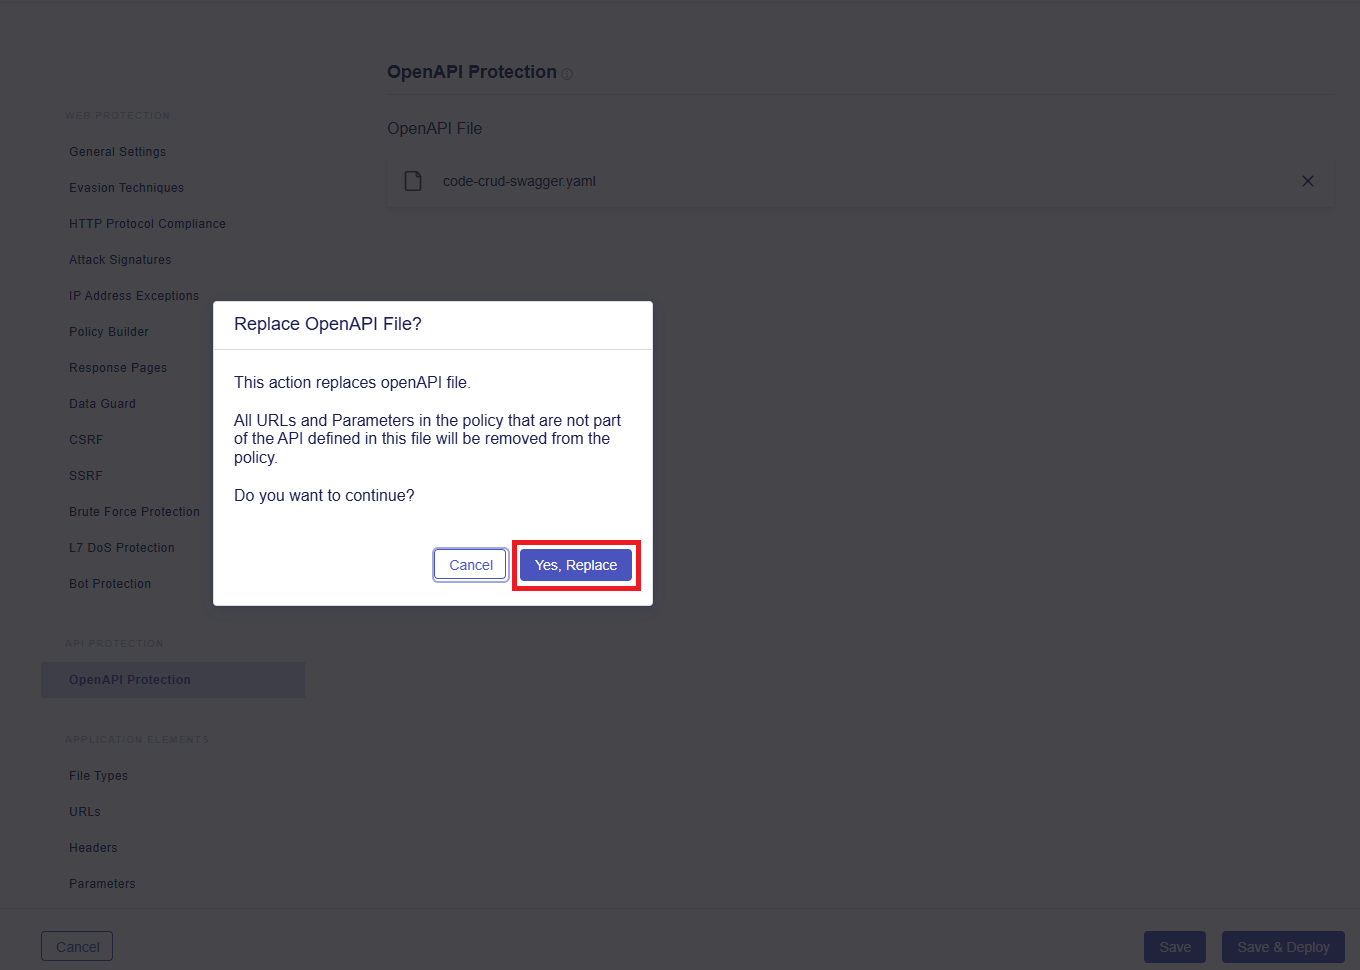 OpenAPI Protection
WEB PROTECTION
General Settings
Evasion Techniques
HTTP Protocol Compliance
Attack Signatures
IP Address Exceptions
Policy Builder
Response Pages
Data Guard
CSRF
SSRF
Brute Force Protection
L7 DoS Protection
Bot Protection
API PROTECTION
OpenAPI Protection
APPLICATION ELEMENTS
File Types
URLs
Headers
Parameters
OpenAPI File
code-crud-swagger.yaml
Replace OpenAPI File?
This action replaces openAPI file.
All URLs and Parameters in the policy that are not part
of the API defined in this file will be removed from the
policy.
Do you want to continue?
Cancel
Yes, Replace
Cancel
Save
Save & Deploy